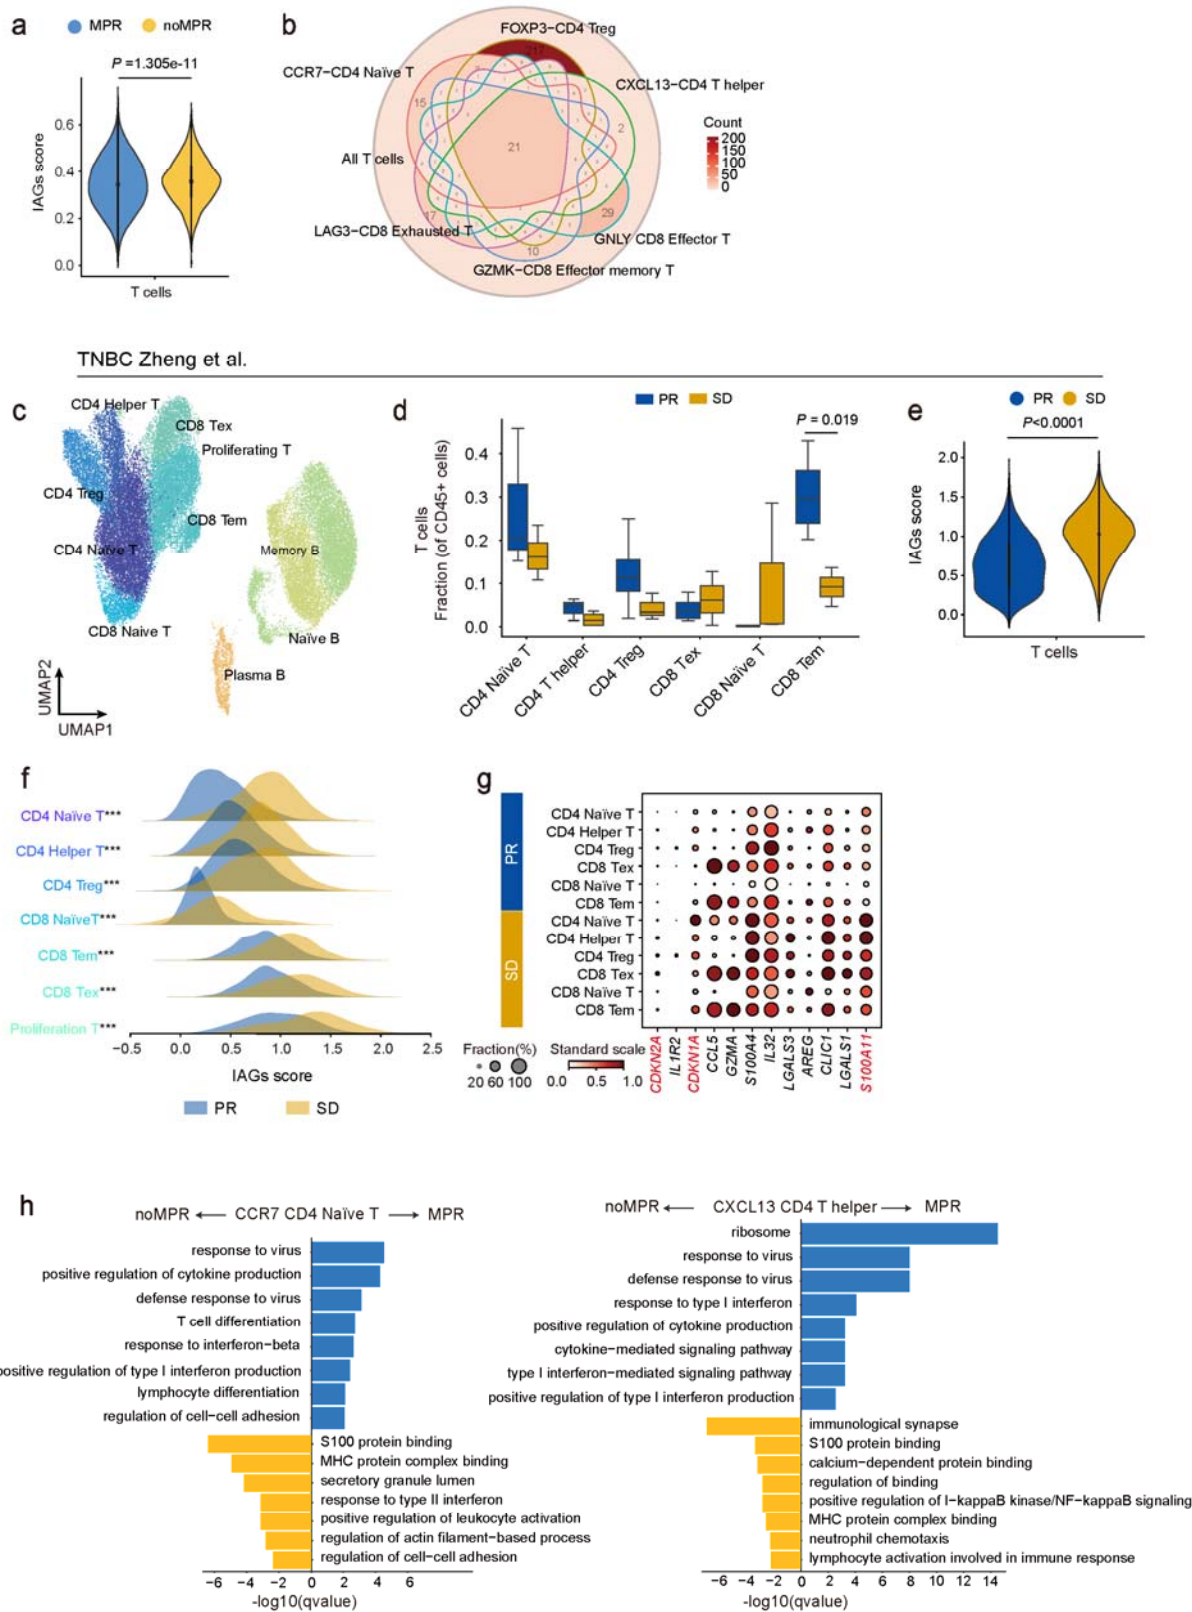 a
MPR noMPR
P =1.305e-11
IAGs score
0.6
0.4
0.2
0.0
T cells
b
FOXP3-CD4 Treg
CCR7-CD4 Naïve T
CXCL13-CD4 T helper
All T cells
LAG3-CD8 Exhausted T
GNLY CD8 Effector T
GZMK-CD8 Effector memory T
217
15
2
21
17
29
10
Count
200
150
100
50
0
TNBC Zheng et al.
c
CD4 Helper T
CD8 Tex
Proliferating T
CD4 Treg
CD8 Tem
CD4 Naïve T
Memory B
CD8 Naive T
Naïve B
Plasma B
UMAP2
UMAP1
d
PR SD
P = 0.019
T cells
Fraction (of CD45+ cells)
0.4
0.3
0.2
0.1
0.0
CD4 Naïve T
CD4 T helper
CD4 Treg
CD8 Tex
CD8 Naïve T
CD8 Tem
e
PR SD
P<0.0001
IAGs score
2.0
1.5
1.0
0.5
0.0
T cells
f
CD4 Naïve T***
CD4 Helper T***
CD4 Treg***
CD8 NaïveT***
CD8 Tem***
CD8 Tex***
Proliferation T***
−0.5 0.0 0.5 1.0 1.5 2.0 2.5
IAGs score
PR SD
g
PR
SD
CD4 Naïve T
CD4 Helper T
CD4 Treg
CD8 Tex
CD8 Naïve T
CD8 Tem
CD4 Naïve T
CD4 Helper T
CD4 Treg
CD8 Tex
CD8 Naïve T
CD8 Tem
CDKN2A
IL1R2
CDKN1A
CCL5
GZMA
S100A4
IL32
LGALS3
AREG
CLIC1
LGALS1
S100A11
Fraction(%)
20 60 100
Standard scale
0.0 0.5 1.0
h
noMPR ← CCR7 CD4 Naïve T → MPR
response to virus
positive regulation of cytokine production
defense response to virus
T cell differentiation
response to interferon−beta
positive regulation of type I interferon production
lymphocyte differentiation
regulation of cell−cell adhesion
S100 protein binding
MHC protein complex binding
secretory granule lumen
response to type II interferon
positive regulation of leukocyte activation
regulation of actin filament−based process
regulation of cell−cell adhesion
−6 −4 −2 0 2 4 6
-log10(qvalue)
noMPR ← CXCL13 CD4 T helper → MPR
ribosome
response to virus
defense response to virus
response to type I interferon
positive regulation of cytokine production
cytokine−mediated signaling pathway
type I interferon−mediated signaling pathway
positive regulation of type I interferon production
immunological synapse
S100 protein binding
calcium−dependent protein binding
regulation of binding
positive regulation of I−kappaB kinase/NF−kappaB signaling
MHC protein complex binding
neutrophil chemotaxis
lymphocyte activation involved in immune response
−6 −4 −2 0 2 4 6 8 10 12 14
-log10(qvalue)